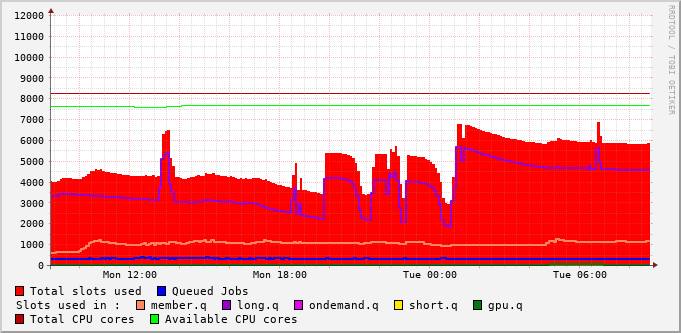 12000
11000
10000
9000
8000
7000
6000
5000
4000
3000
2000
1000
0
Mon 12:00 Mon 18:00 Tue 00:00 Tue 06:00
RRDTOOL / TOBI OETIKER
Total slots used Queued Jobs
Slots used in : member.q long.q ondemand.q short.q gpu.q
Total CPU cores Available CPU cores